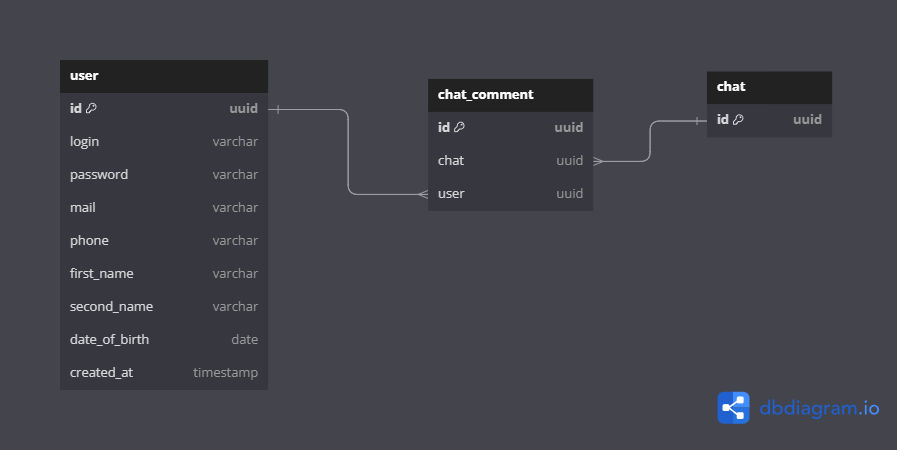 user
id uuid
login varchar
password varchar
mail varchar
phone varchar
first_name varchar
second_name varchar
date_of_birth date
created_at timestamp
chat_comment
id uuid
chat uuid
user uuid
chat
id uuid
dbdiagram.io